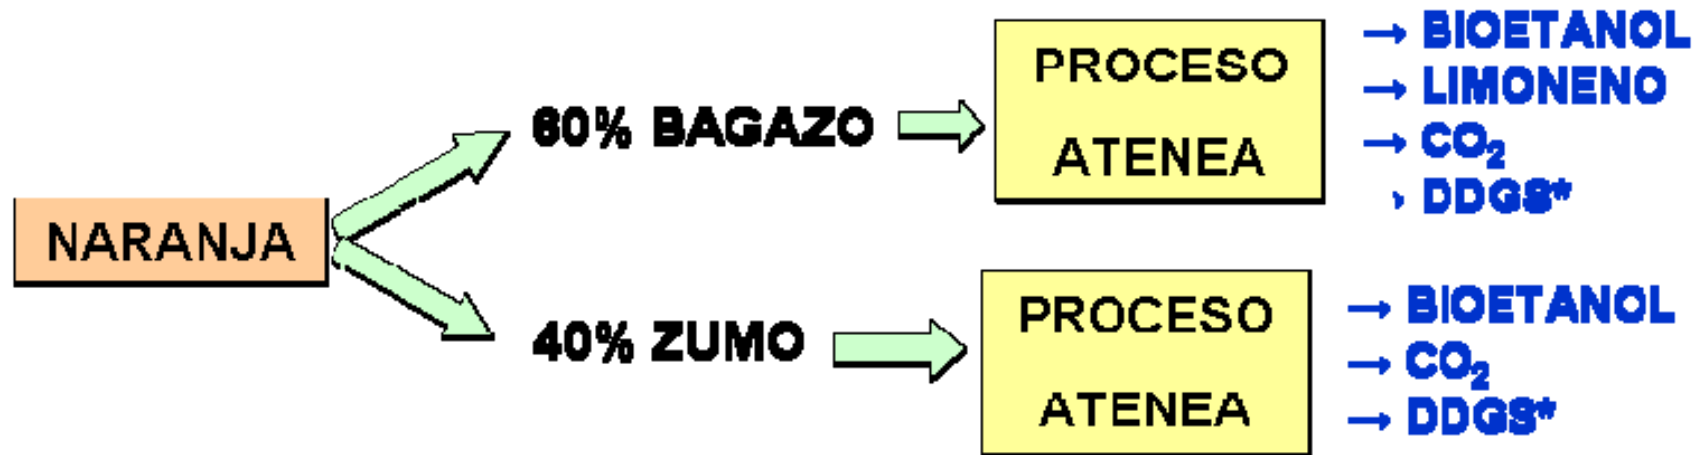 NARANJA
60% BAGAZO
PROCESO
ATENEA
→ BIOETANOL
→ LIMONENO
→ CO₂
→ DDGS*
40% ZUMO
PROCESO
ATENEA
→ BIOETANOL
→ CO₂
→ DDGS*